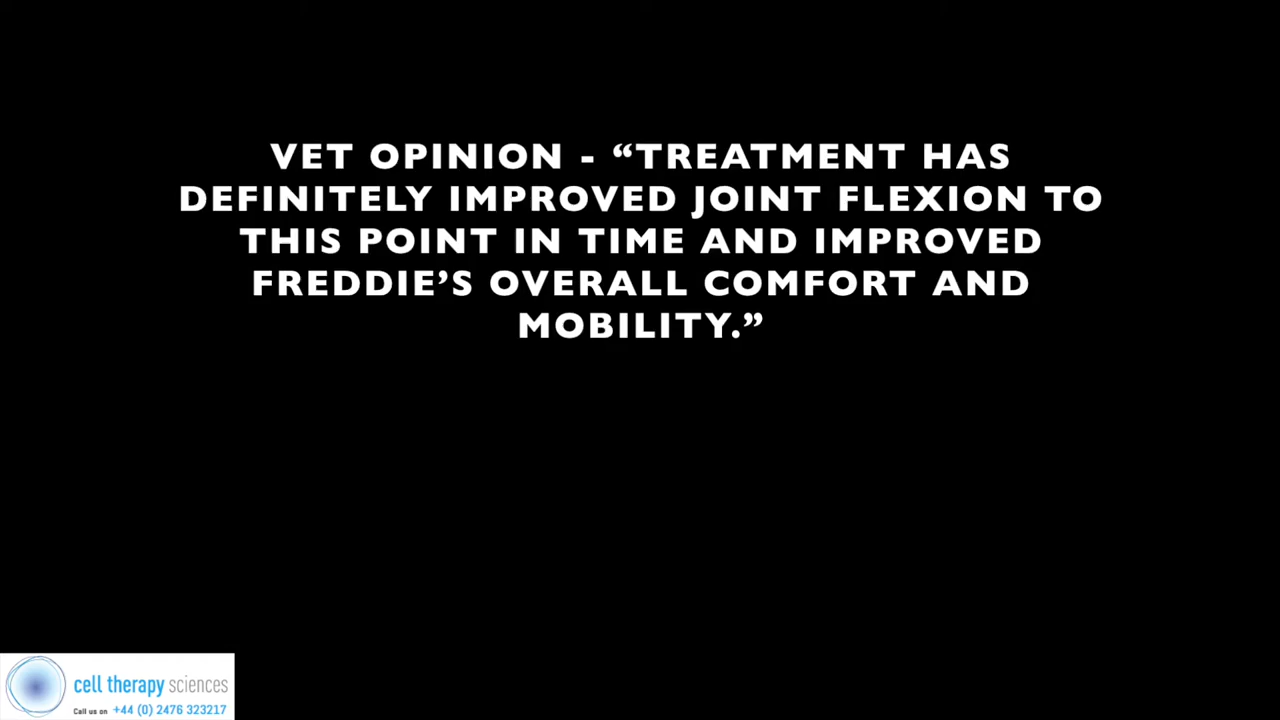 VET OPINION - “TREATMENT HAS
DEFINITELY IMPROVED JOINT FLEXION TO
THIS POINT IN TIME AND IMPROVED
FREDDIE’S OVERALL COMFORT AND
MOBILITY.”
cell therapy sciences
Call us on +44 (0) 2476 323217